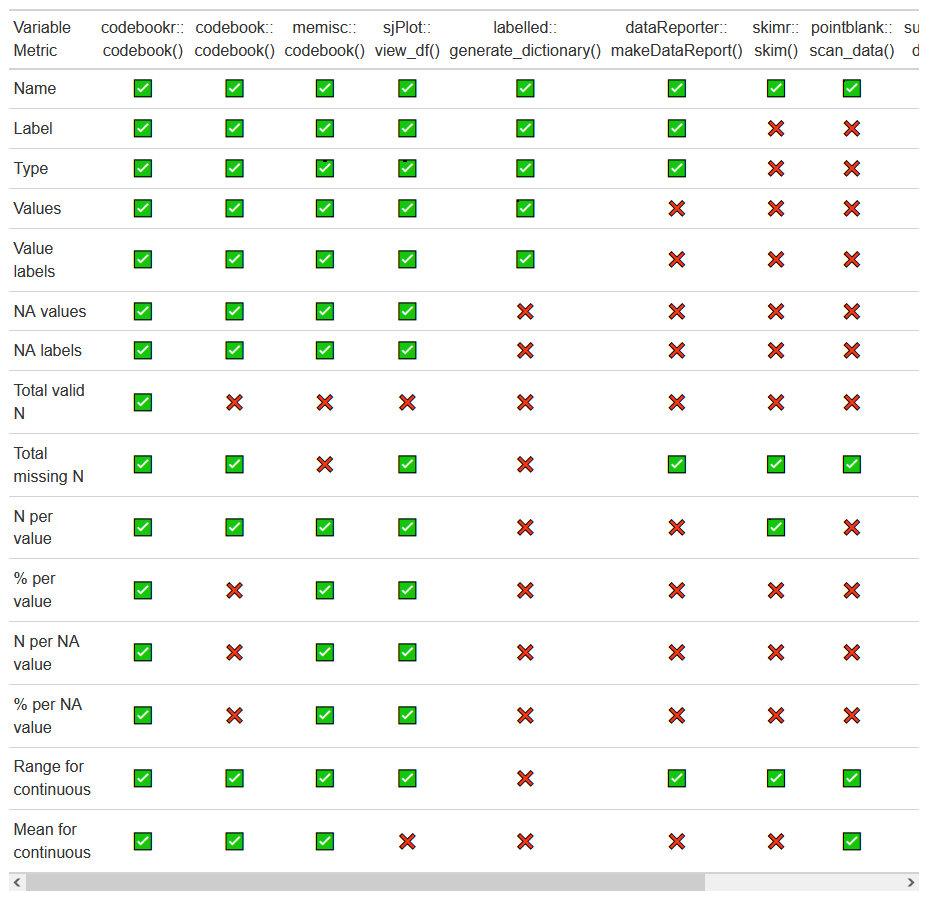 Variable Metric codebookr:: codebook() codebook:: codebook() memisc:: codebook() sjPlot:: view_df() labelled:: generate_dictionary() dataReporter:: makeDataReport() skimr:: skim() pointblank:: scan_data() su d
Name ✅ ✅ ✅ ✅ ✅ ✅ ✅ ✅
Label ✅ ✅ ✅ ✅ ✅ ✅ ❌ ❌
Type ✅ ✅ ✅ ✅ ✅ ✅ ❌ ❌
Values ✅ ✅ ✅ ✅ ✅ ❌ ❌ ❌
Value labels ✅ ✅ ✅ ✅ ✅ ❌ ❌ ❌
NA values ✅ ✅ ✅ ✅ ❌ ❌ ❌ ❌
NA labels ✅ ✅ ✅ ✅ ❌ ❌ ❌ ❌
Total valid N ✅ ❌ ❌ ❌ ❌ ❌ ❌ ❌
Total missing N ✅ ✅ ❌ ✅ ❌ ✅ ✅ ✅
N per value ✅ ✅ ✅ ✅ ❌ ❌ ✅ ❌
% per value ✅ ❌ ✅ ✅ ❌ ❌ ❌ ❌
N per NA value ✅ ❌ ✅ ✅ ❌ ❌ ❌ ❌
% per NA value ✅ ❌ ✅ ✅ ❌ ❌ ❌ ❌
Range for continuous ✅ ✅ ✅ ✅ ❌ ✅ ✅ ✅
Mean for continuous ✅ ✅ ✅ ❌ ❌ ❌ ❌ ✅